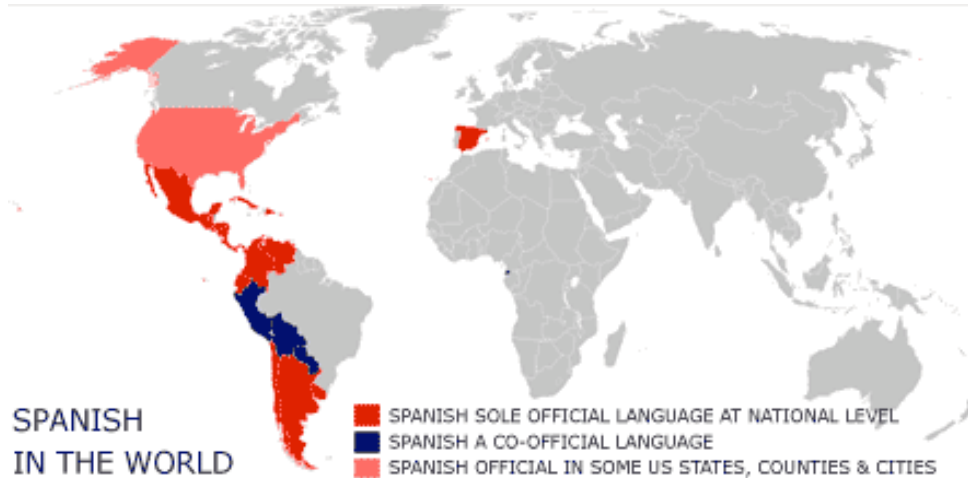 SPANISH
IN THE WORLD
SPANISH SOLE OFFICIAL LANGUAGE AT NATIONAL LEVEL
SPANISH A CO-OFFICIAL LANGUAGE
SPANISH OFFICIAL IN SOME US STATES, COUNTIES & CITIES